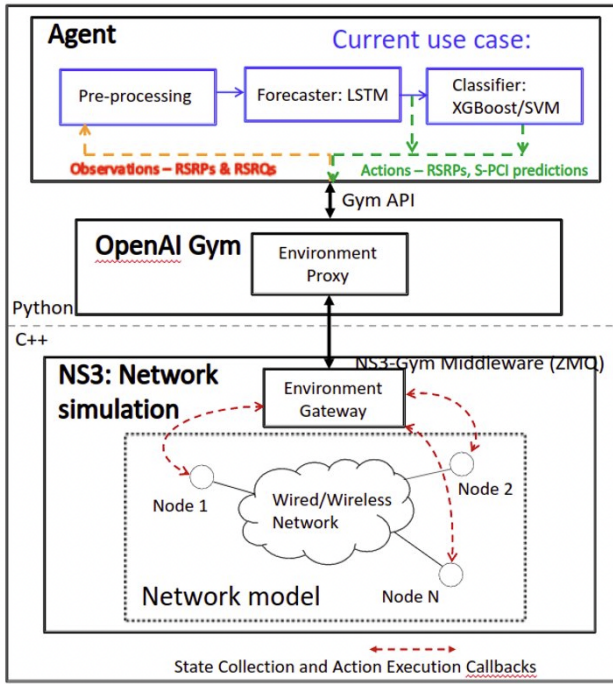 Agent
Current use case:
Pre-processing
Forecaster: LSTM
Classifier:
XGBoost/SVM
Observations – RSRPs & RSRQs
Actions – RSRPs, S-PCI predictions
Gym API
OpenAI Gym
Environment
Proxy
Python
C++
NS3-Gym Middleware (ZMQ)
NS3: Network
simulation
Environment
Gateway
Node 1
Wired/Wireless
Network
Node 2
Node N
Network model
State Collection and Action Execution Callbacks